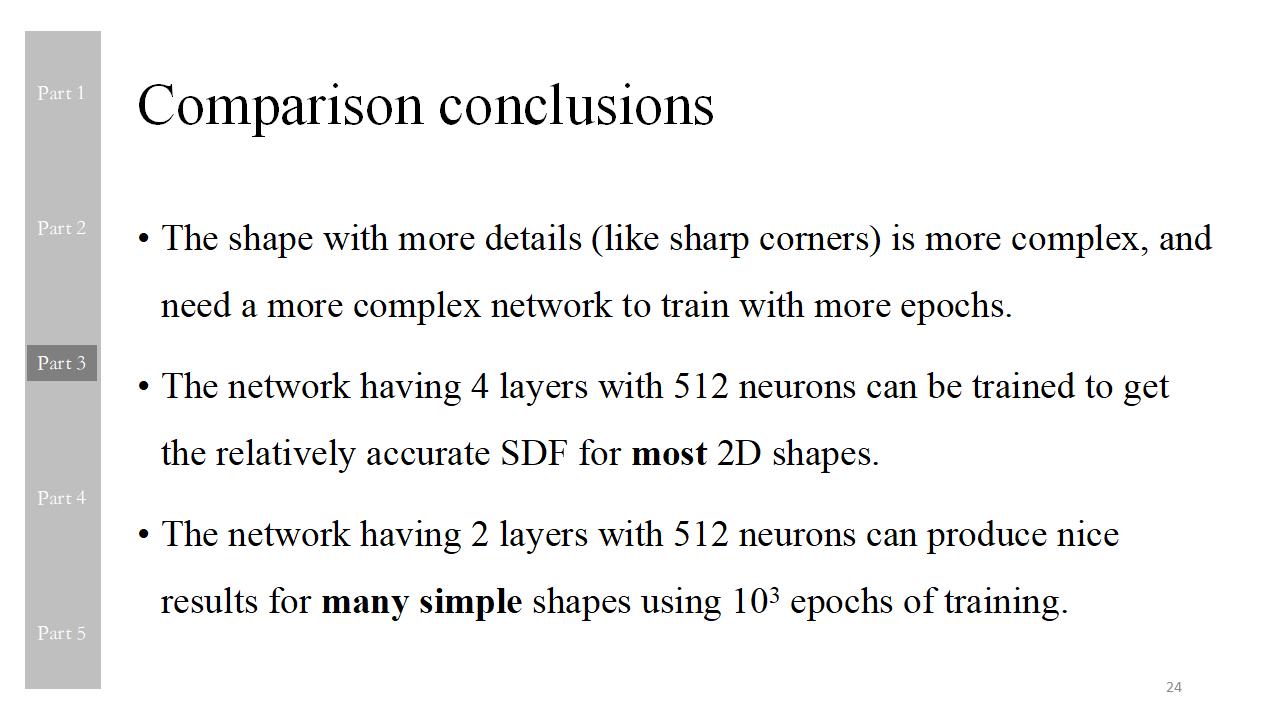 Part 1
Part 2
Part 3
Part 4
Part 5
Comparison conclusions
• The shape with more details (like sharp corners) is more complex, and
need a more complex network to train with more epochs.
• The network having 4 layers with 512 neurons can be trained to get
the relatively accurate SDF for most 2D shapes.
• The network having 2 layers with 512 neurons can produce nice
results for many simple shapes using 10³ epochs of training.
24